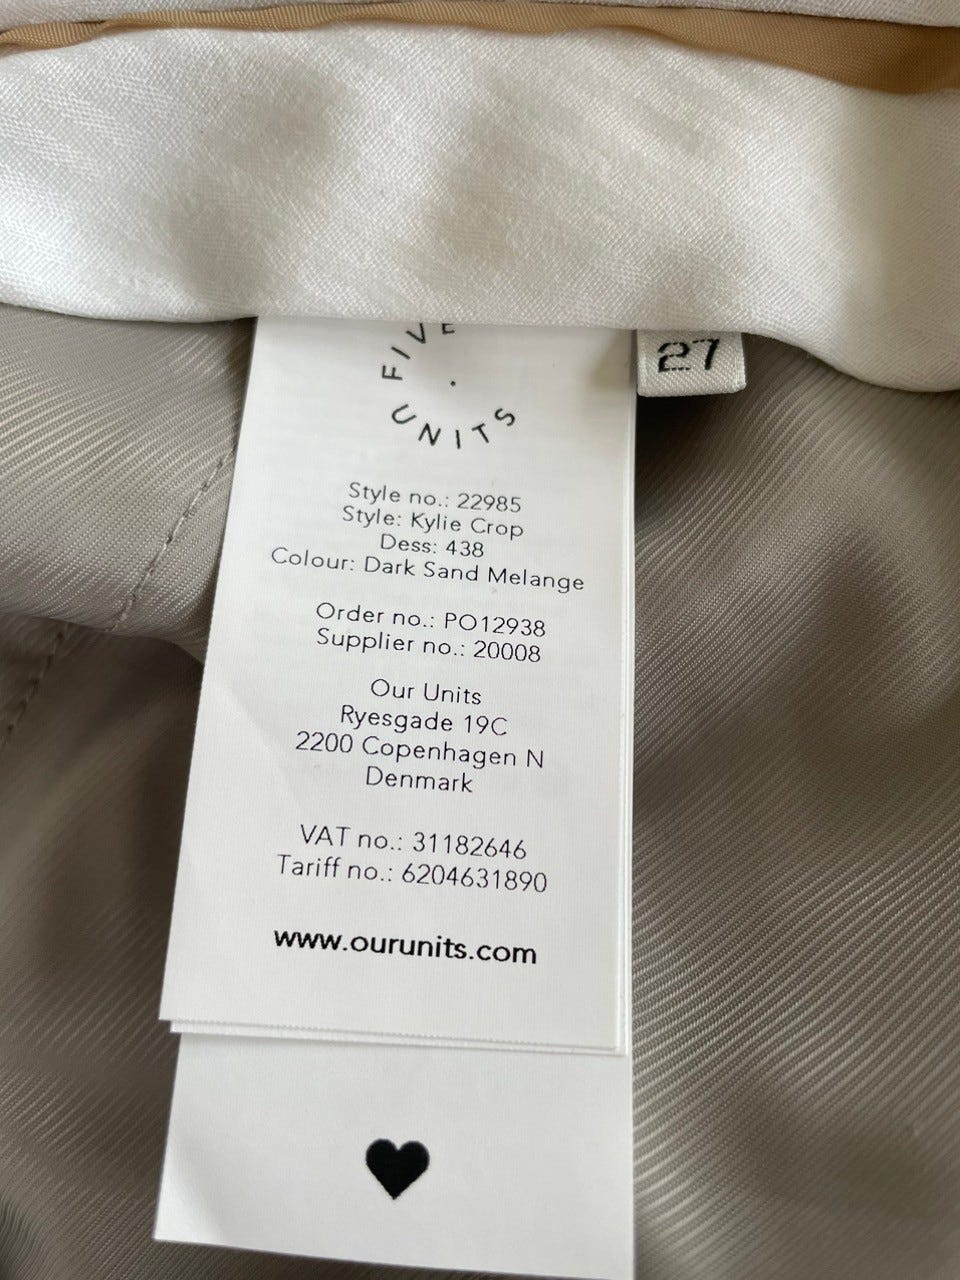 FIVE
UNITS
27
Style no.: 22985
Style: Kylie Crop
Dess: 438
Colour: Dark Sand Melange
Order no.: PO12938
Supplier no.: 20008
Our Units
Ryesgade 19C
2200 Copenhagen N
Denmark
VAT no.: 31182646
Tariff no.: 6204631890
www.ourunits.com